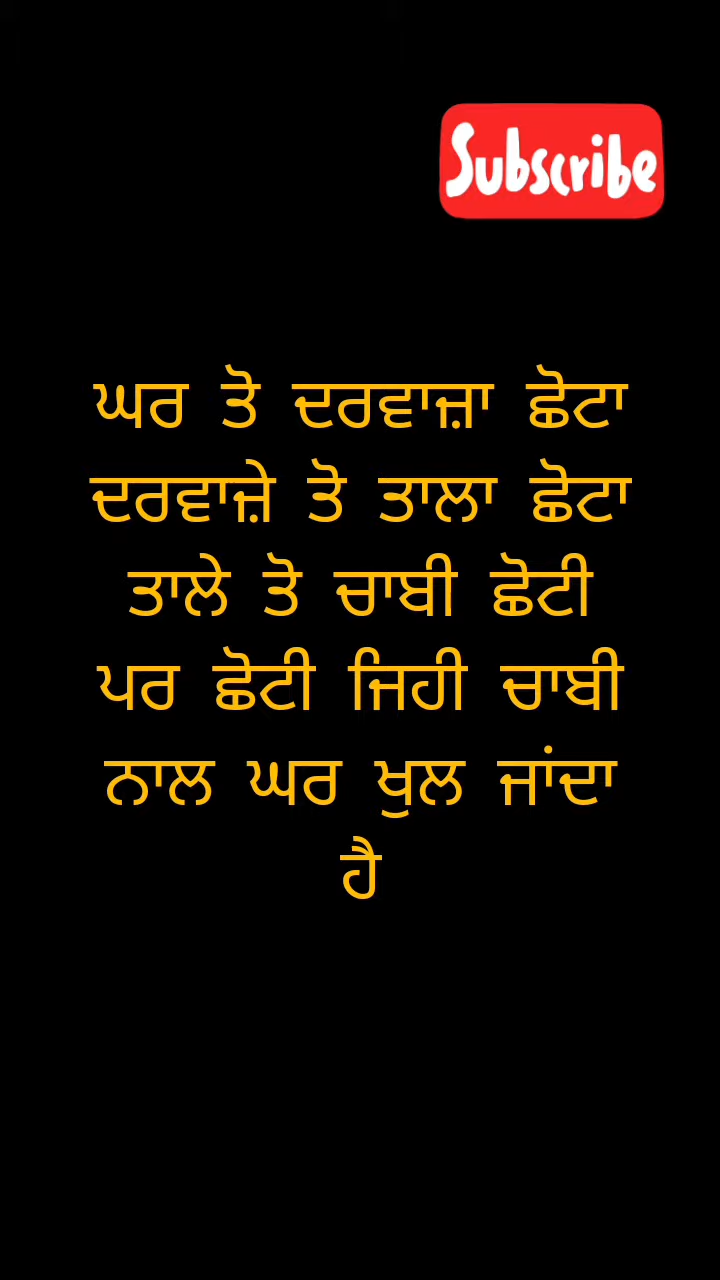 Subscribe
ਘਰ ਤੋ ਦਰਵਾਜ਼ਾ ਛੋਟਾ
ਦਰਵਾਜ਼ੇ ਤੋ ਤਾਲਾ ਛੋਟਾ
ਤਾਲੇ ਤੋ ਚਾਬੀ ਛੋਟੀ
ਪਰ ਛੋਟੀ ਜਿਹੀ ਚਾਬੀ
ਨਾਲ ਘਰ ਖੁਲ ਜਾਂਦਾ
ਹੈ